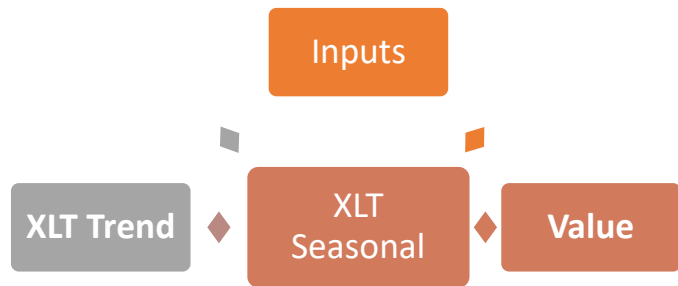 Inputs
XLT Trend
XLT
Seasonal
Value